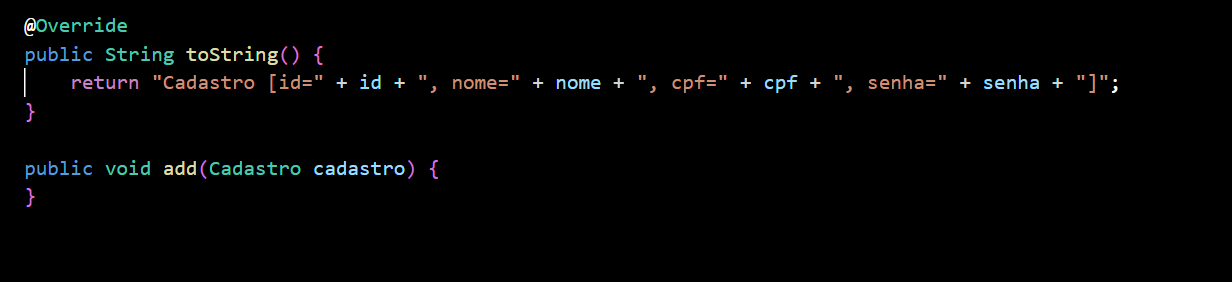 @Override
public String toString() {
    return "Cadastro [id=" + id + ", nome=" + nome + ", cpf=" + cpf + ", senha=" + senha + "]";
}

public void add(Cadastro cadastro) {
}